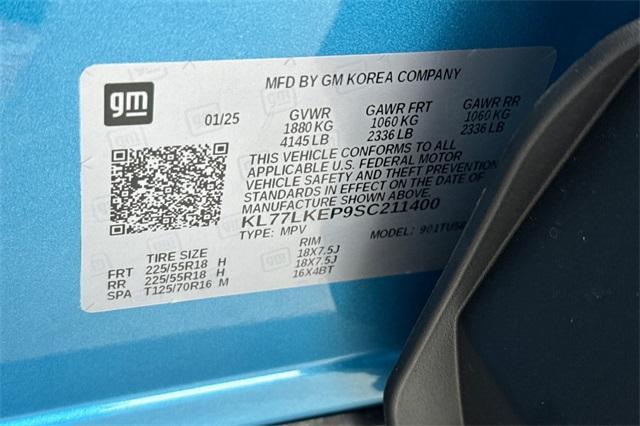 gm
MFD BY GM KOREA COMPANY
01/25 GVWR GAWR FRT GAWR RR
1880 KG 1060 KG 1060 KG
4145 LB 2336 LB 2336 LB
THIS VEHICLE CONFORMS TO ALL
APPLICABLE U.S. FEDERAL MOTOR
VEHICLE SAFETY AND THEFT PREVENTION
STANDARDS IN EFFECT ON THE DATE OF
MANUFACTURE SHOWN ABOVE.
KL77LKEP9SC211400
TYPE: MPV MODEL:
TIRE SIZE RIM
FRT 225/55R18 H 18X7.5J
RR 225/55R18 H 18X7.5J
SPA T125/70R16 M 16X4BT